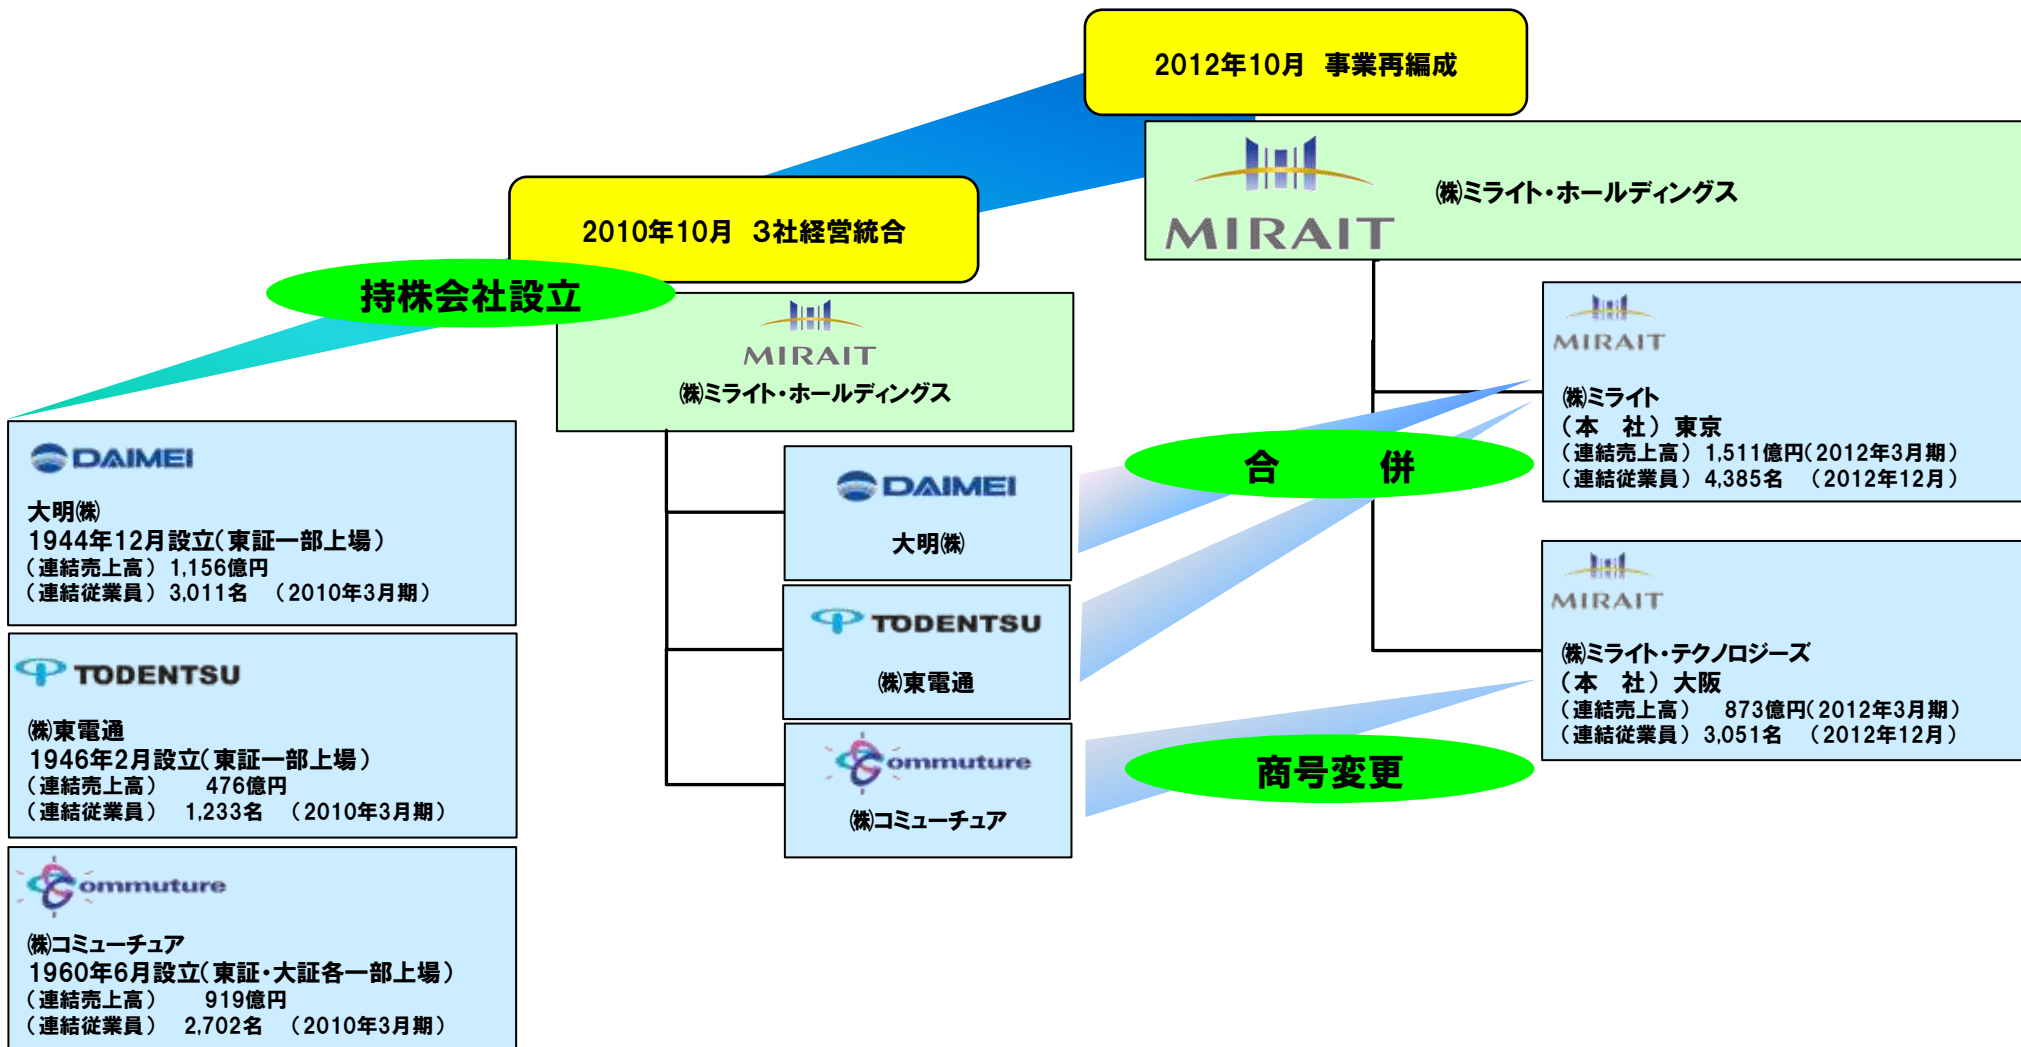 2012年10月 事業再編成
MIRAIT
㈱ミライト・ホールディングス
2010年10月 3社経営統合
持株会社設立
MIRAIT
㈱ミライト・ホールディングス
DAIMEI
大明㈱
1944年12月設立(東証一部上場)
(連結売上高) 1,156億円
(連結従業員) 3,011名 (2010年3月期)
TODENTSU
㈱東電通
1946年2月設立(東証一部上場)
(連結売上高) 476億円
(連結従業員) 1,233名 (2010年3月期)
Commuture
㈱コミューチュア
1960年6月設立(東証・大証各一部上場)
(連結売上高) 919億円
(連結従業員) 2,702名 (2010年3月期)
DAIMEI
大明㈱
TODENTSU
㈱東電通
Commuture
㈱コミューチュア
合 併
商号変更
MIRAIT
㈱ミライト
(本 社) 東京
(連結売上高) 1,511億円(2012年3月期)
(連結従業員) 4,385名 (2012年12月)
MIRAIT
㈱ミライト・テクノロジーズ
(本 社) 大阪
(連結売上高) 873億円(2012年3月期)
(連結従業員) 3,051名 (2012年12月)